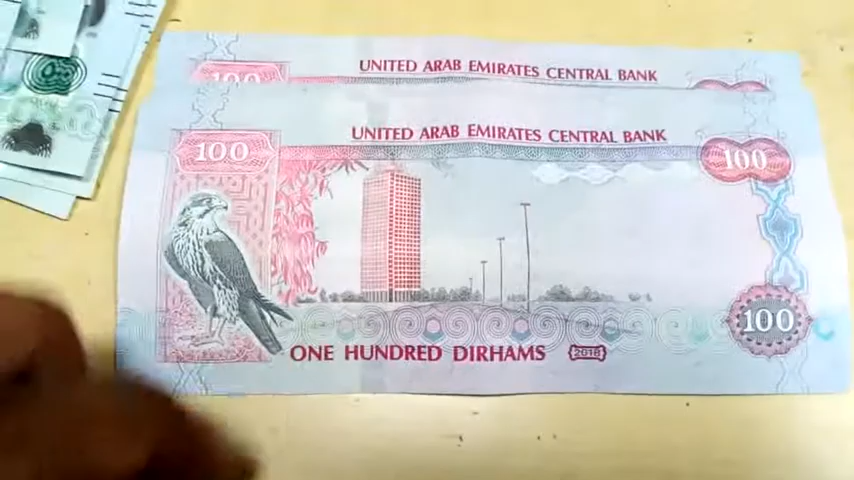 UNITED ARAB EMIRATES CENTRAL BANK
100
UNITED ARAB EMIRATES CENTRAL BANK
100
100
100
ONE HUNDRED DIRHAMS
2018